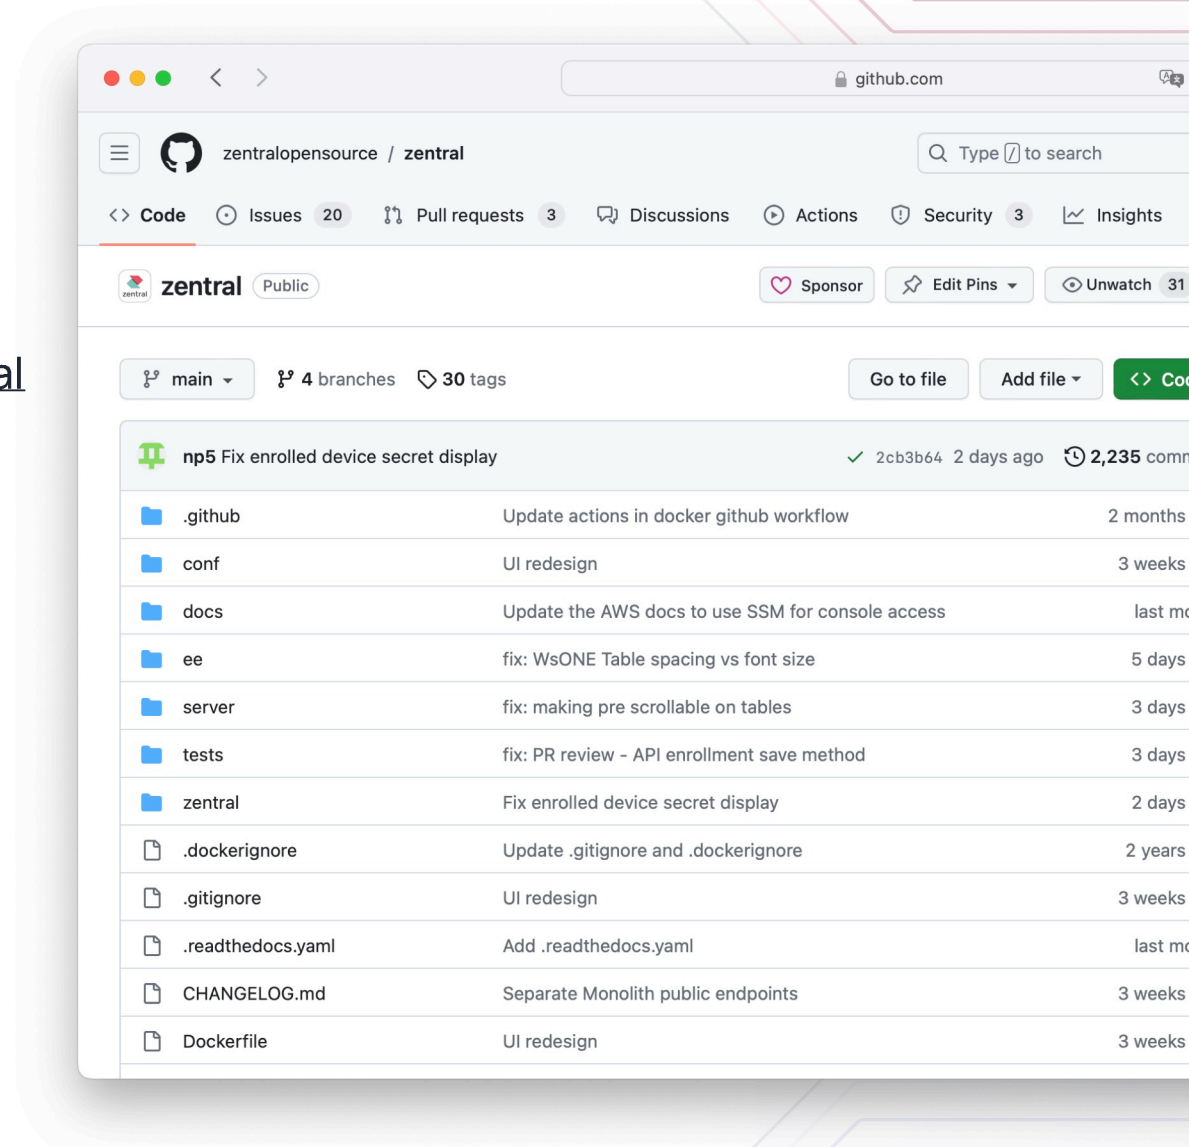 github.com
zentralopensource / zentral
Type / to search
Code Issues 20 Pull requests 3 Discussions Actions Security 3 Insights
zentral
zentral Public Sponsor Edit Pins Unwatch 31
al
main 4 branches 30 tags Go to file Add file
np5 Fix enrolled device secret display 2cb3b64 2 days ago 2,235
.github Update actions in docker github workflow 2 months
conf UI redesign 3 weeks
docs Update the AWS docs to use SSM for console access last
ee fix: WsONE Table spacing vs font size 5 days
server fix: making pre scrollable on tables 3 days
tests fix: PR review - API enrollment save method 3 days
zentral Fix enrolled device secret display 2 days
.dockerignore Update .gitignore and .dockerignore 2 years
.gitignore UI redesign 3 weeks
.readthedocs.yaml Add .readthedocs.yaml last
CHANGELOG.md Separate Monolith public endpoints 3 weeks
Dockerfile UI redesign 3 weeks